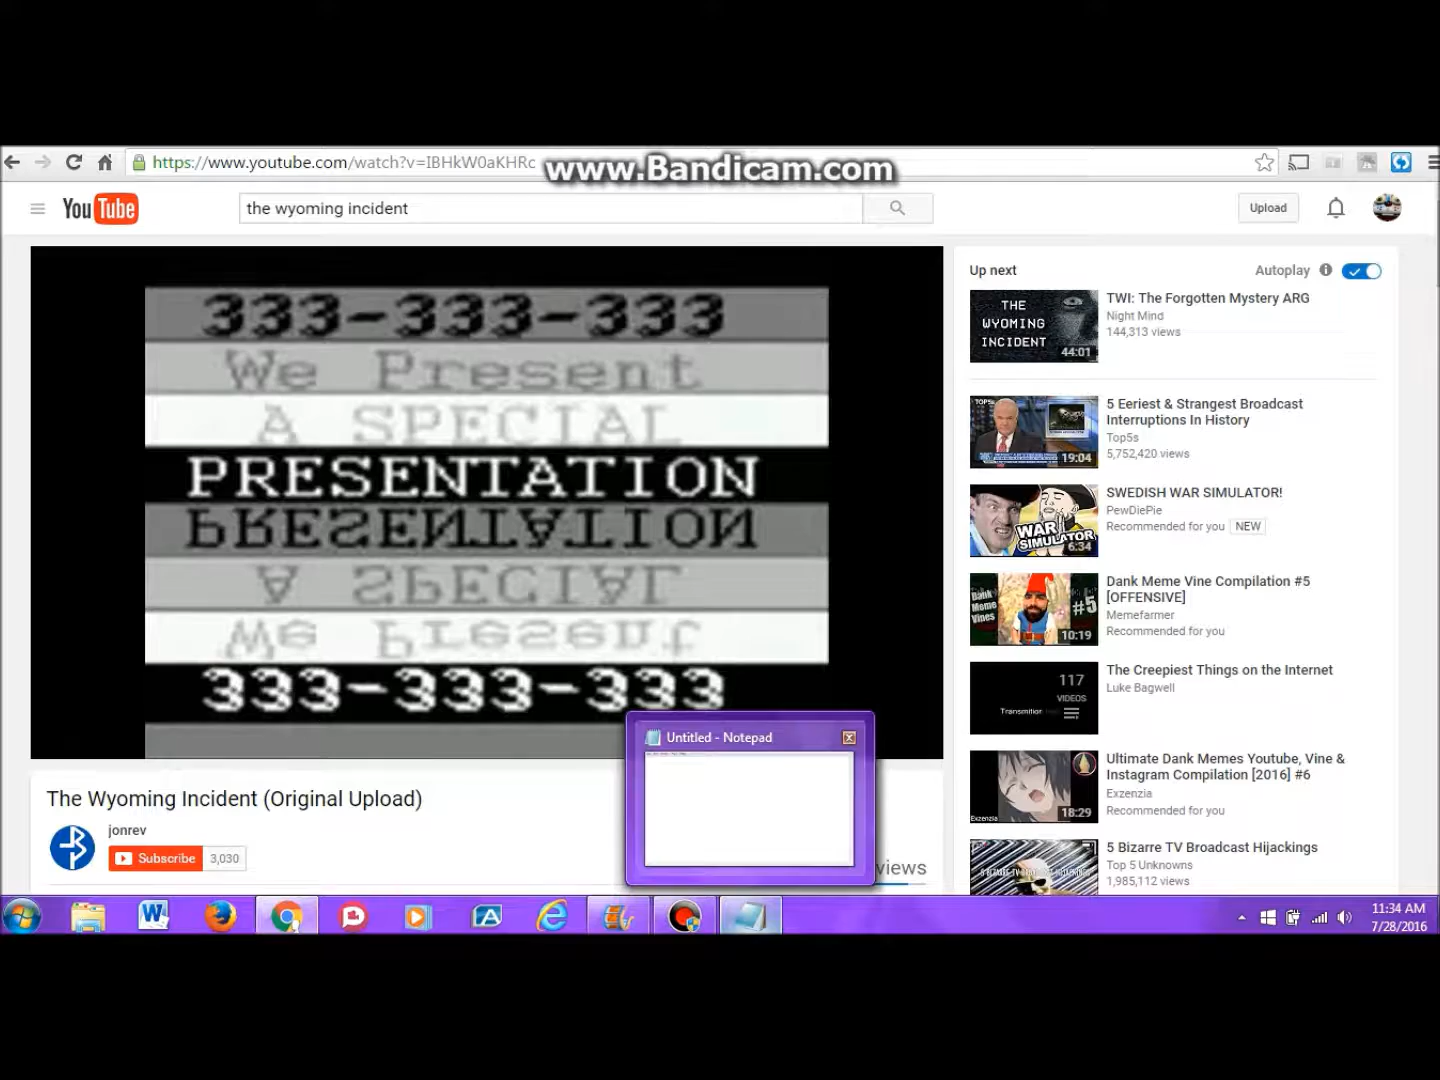 https://www.youtube.com/watch?v=IBHkW0aKHRc
www.Bandicam.com
YouTube
the wyoming incident
Upload
333-333-333
We Present
A SPECIAL
PRESENTATION
PRESENTATION
A SPECIAL
We Present
333-333-333
The Wyoming Incident (Original Upload)
jonrev
Subscribe 3,030
views
Untitled - Notepad
Up next
Autoplay
THE
WYOMING
INCIDENT
44:01
TWI: The Forgotten Mystery ARG
Night Mind
144,313 views
TOP5s
19:04
5 Eeriest & Strangest Broadcast
Interruptions In History
Top5s
5,752,420 views
WAR
SIMULATOR
6:34
SWEDISH WAR SIMULATOR!
PewDiePie
Recommended for you NEW
Dank
Meme
Vines
#5
10:19
Dank Meme Vine Compilation #5
[OFFENSIVE]
Memefarmer
Recommended for you
117
VIDEOS
The Creepiest Things on the Internet
Luke Bagwell
Exzenzia
18:29
Ultimate Dank Memes Youtube, Vine &
Instagram Compilation [2016] #6
Exzenzia
Recommended for you
5 Bizarre TV Broadcast Hijackings
Top 5 Unknowns
1,985,112 views
11:34 AM
7/28/2016